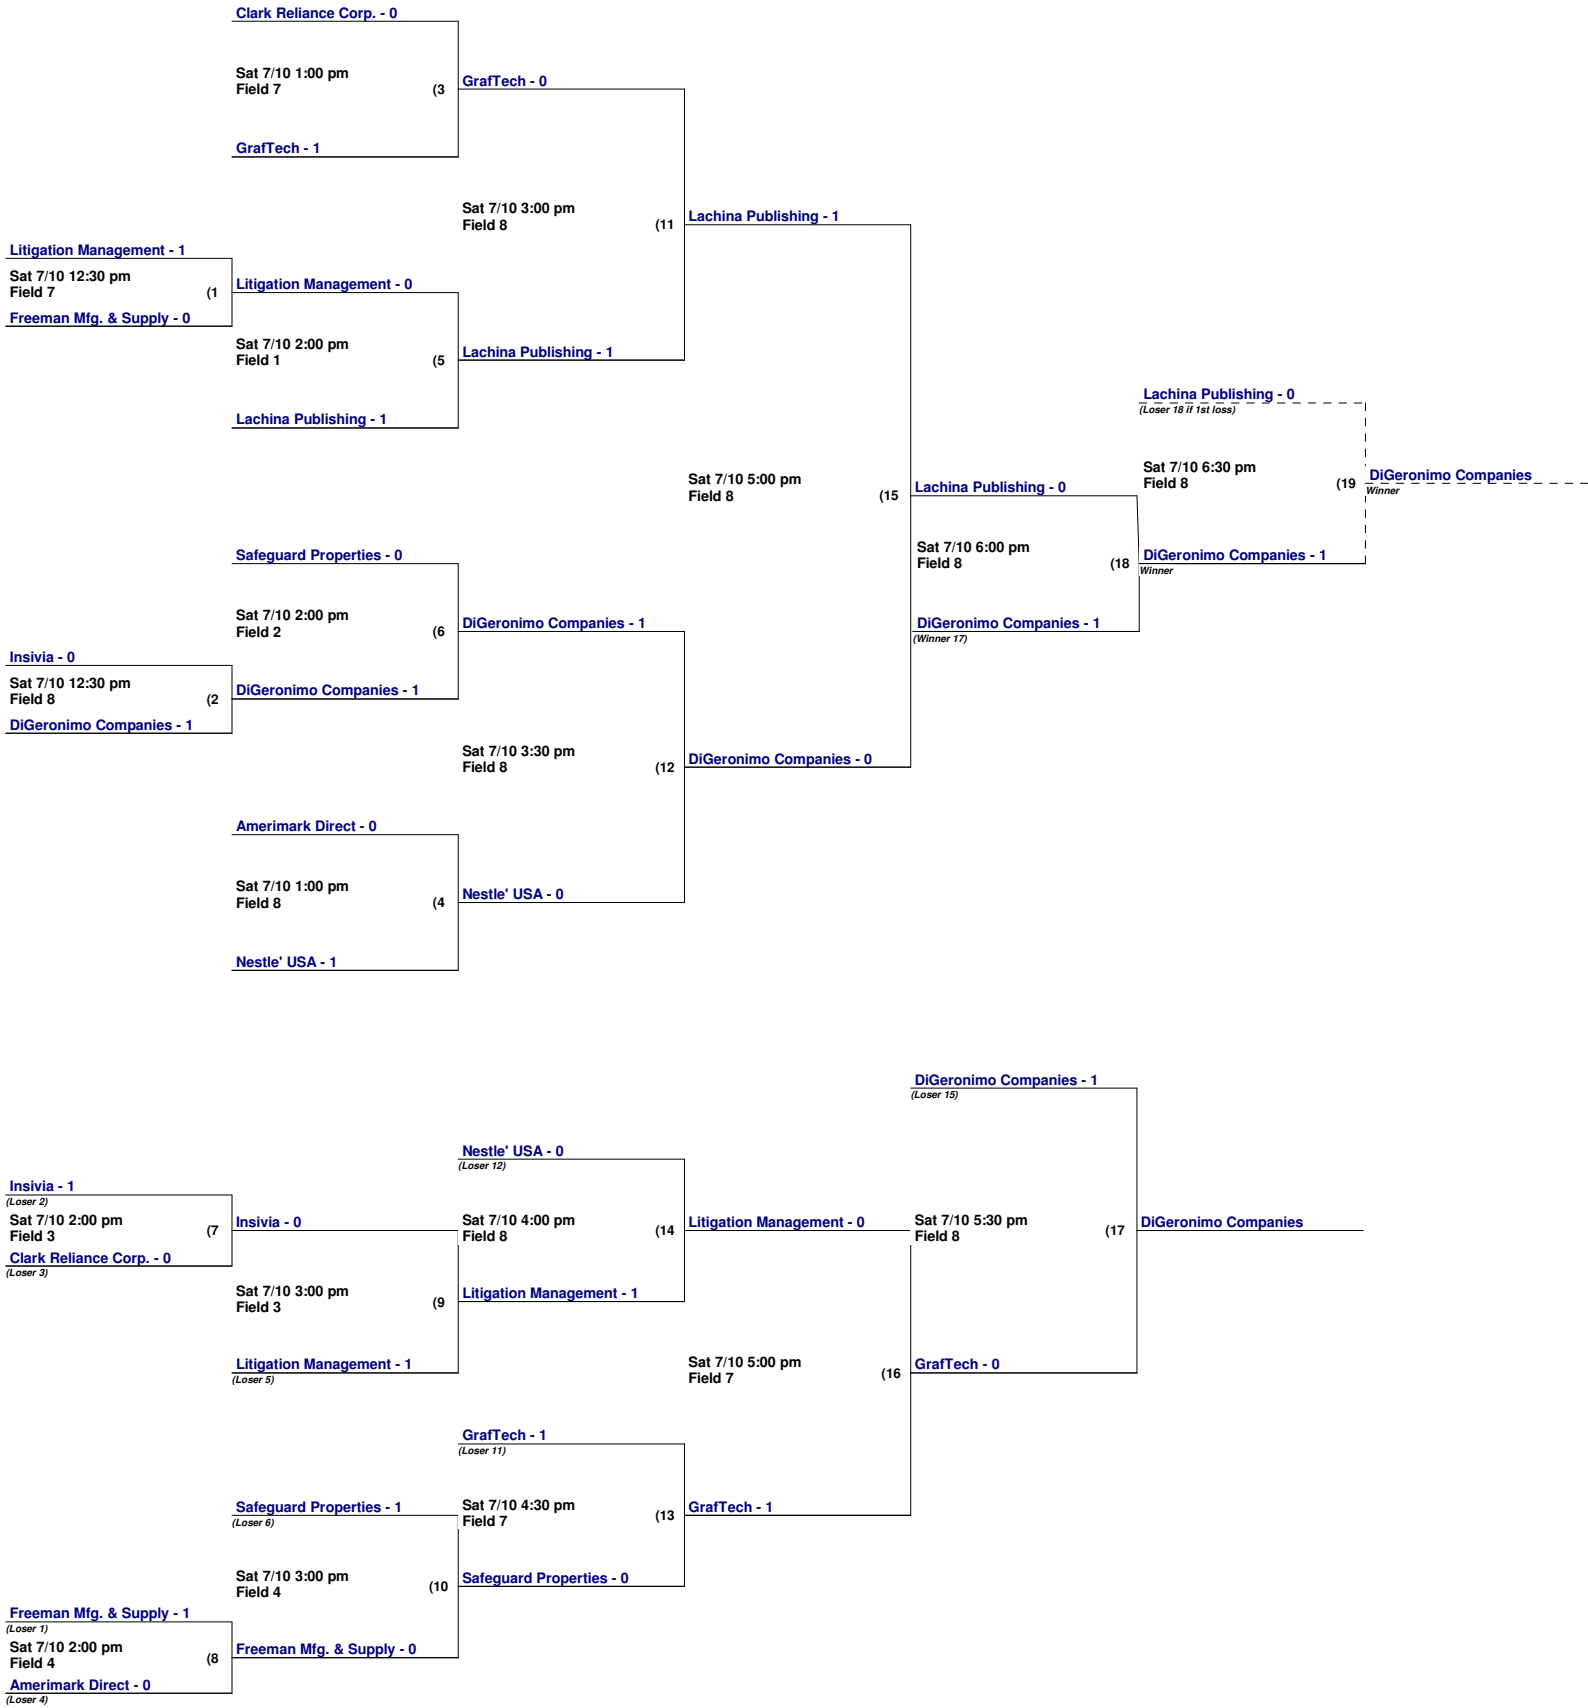 Clark Reliance Corp. - 0
Sat 7/10 1:00 pm
Field 7
(3
GrafTech - 0
GrafTech - 1
Sat 7/10 3:00 pm
Field 8
(11
Lachina Publishing - 1
Litigation Management - 1
Sat 7/10 12:30 pm
Field 7
(1
Litigation Management - 0
Freeman Mfg. & Supply - 0
Sat 7/10 2:00 pm
Field 1
(5
Lachina Publishing - 1
Lachina Publishing - 1
Lachina Publishing - 0
(Loser 18 if 1st loss)
Sat 7/10 6:30 pm
Field 8
(19
DiGeronimo Companies
Winner
Sat 7/10 5:00 pm
Field 8
(15
Lachina Publishing - 0
Sat 7/10 6:00 pm
Field 8
(18
DiGeronimo Companies - 1
Winner
Safeguard Properties - 0
Sat 7/10 2:00 pm
Field 2
(6
DiGeronimo Companies - 1
DiGeronimo Companies - 1
(Winner 17)
Insivia - 0
Sat 7/10 12:30 pm
Field 8
(2
DiGeronimo Companies - 1
DiGeronimo Companies - 1
Sat 7/10 3:30 pm
Field 8
(12
DiGeronimo Companies - 0
Amerimark Direct - 0
Sat 7/10 1:00 pm
Field 8
(4
Nestle' USA - 0
Nestle' USA - 1
DiGeronimo Companies - 1
(Loser 15)
Nestle' USA - 0
(Loser 12)
Insivia - 1
(Loser 2)
Sat 7/10 2:00 pm
Field 3
(7
Insivia - 0
Clark Reliance Corp. - 0
(Loser 3)
Sat 7/10 4:00 pm
Field 8
(14
Litigation Management - 0
Sat 7/10 5:30 pm
Field 8
(17
DiGeronimo Companies
Sat 7/10 3:00 pm
Field 3
(9
Litigation Management - 1
Litigation Management - 1
(Loser 5)
Sat 7/10 5:00 pm
Field 7
(16
GrafTech - 0
GrafTech - 1
(Loser 11)
Safeguard Properties - 1
(Loser 6)
Sat 7/10 4:30 pm
Field 7
(13
GrafTech - 1
Sat 7/10 3:00 pm
Field 4
(10
Safeguard Properties - 0
Freeman Mfg. & Supply - 1
(Loser 1)
Sat 7/10 2:00 pm
Field 4
(8
Freeman Mfg. & Supply - 0
Amerimark Direct - 0
(Loser 4)